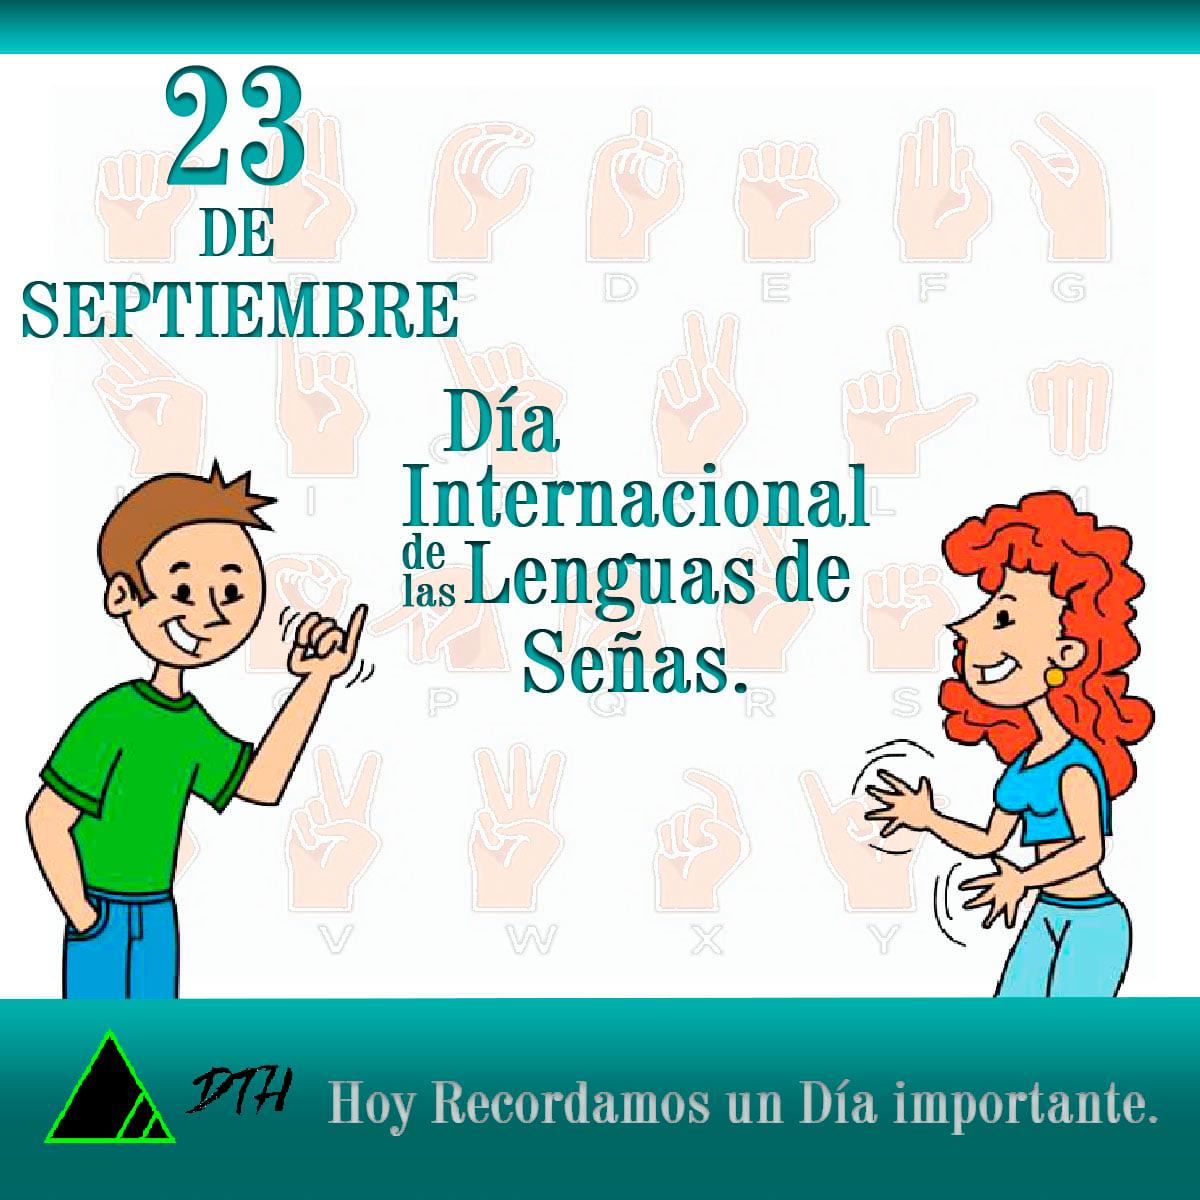 23
DE
SEPTIEMBRE
D E F G
Día
Internacional
de las Lenguas de
Señas.
L M
P Q R S
V W X Y
DTH
Hoy Recordamos un Día importante.